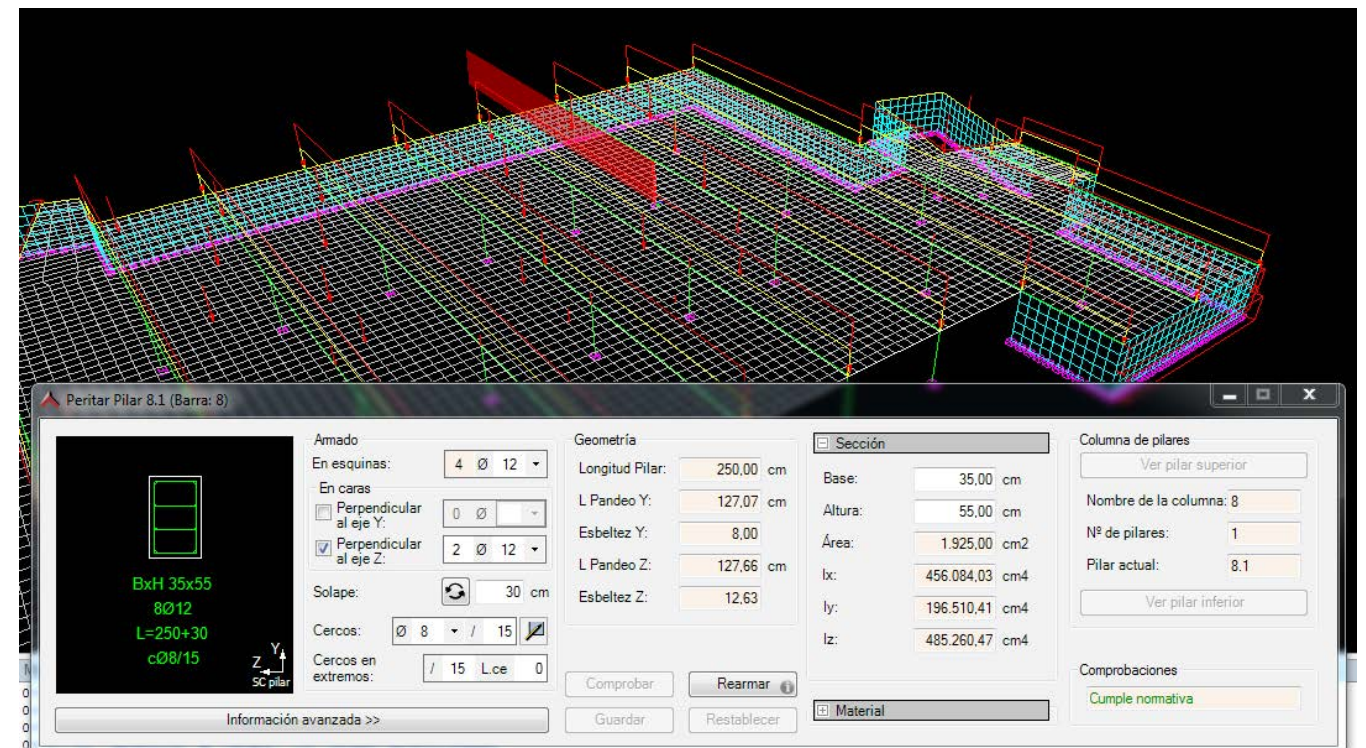 Peritar Pilar 8.1 (Barra: 8)
BxH 35x55
8Ø12
L=250+30
cØ8/15
Y
Z
SC pilar
Información avanzada >>
Armado
En esquinas: 4 Ø 12
En caras
Perpendicular al eje Y: 0 Ø
Perpendicular al eje Z: 2 Ø 12
Solape: 30 cm
Cercos: Ø 8 / 15
Cercos en extremos: / 15 L.ce 0
Geometría
Longitud Pilar: 250,00 cm
L Pandeo Y: 127,07 cm
Esbeltez Y: 8,00
L Pandeo Z: 127,66 cm
Esbeltez Z: 12,63
Comprobar Rearmar
Guardar Restablecer
Sección
Base: 35,00 cm
Altura: 55,00 cm
Área: 1.925,00 cm2
Ix: 456.084,03 cm4
Iy: 196.510,41 cm4
Iz: 485.260,47 cm4
Material
Columna de pilares
Ver pilar superior
Nombre de la columna: 8
Nº de pilares: 1
Pilar actual: 8.1
Ver pilar inferior
Comprobaciones
Cumple normativa